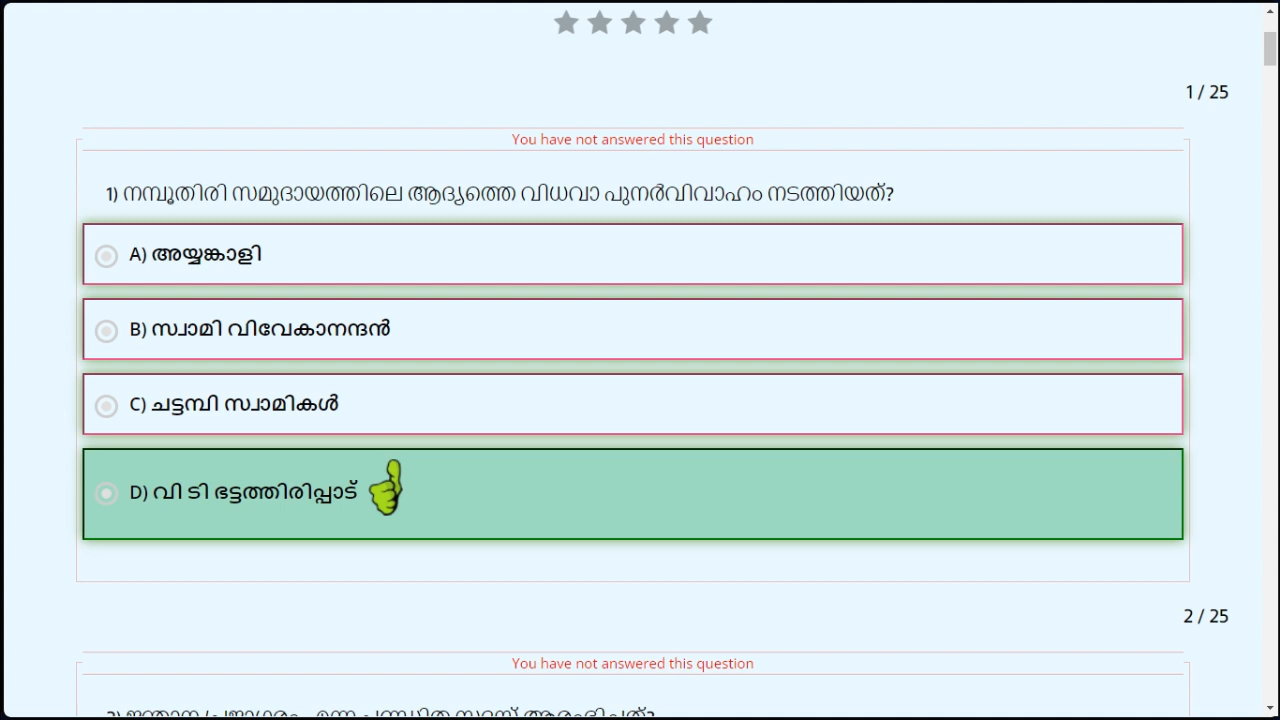 1 / 25
You have not answered this question
1) നമ്പൂതിരി സമുദായത്തിലെ ആദ്യത്തെ വിധവാ പുനർവിവാഹം നടത്തിയത്?
A) അയ്യങ്കാളി
B) സ്വാമി വിവേകാനന്ദൻ
C) ചട്ടമ്പി സ്വാമികൾ
D) വി ടി ഭട്ടത്തിരിപ്പാട്
2 / 25
You have not answered this question